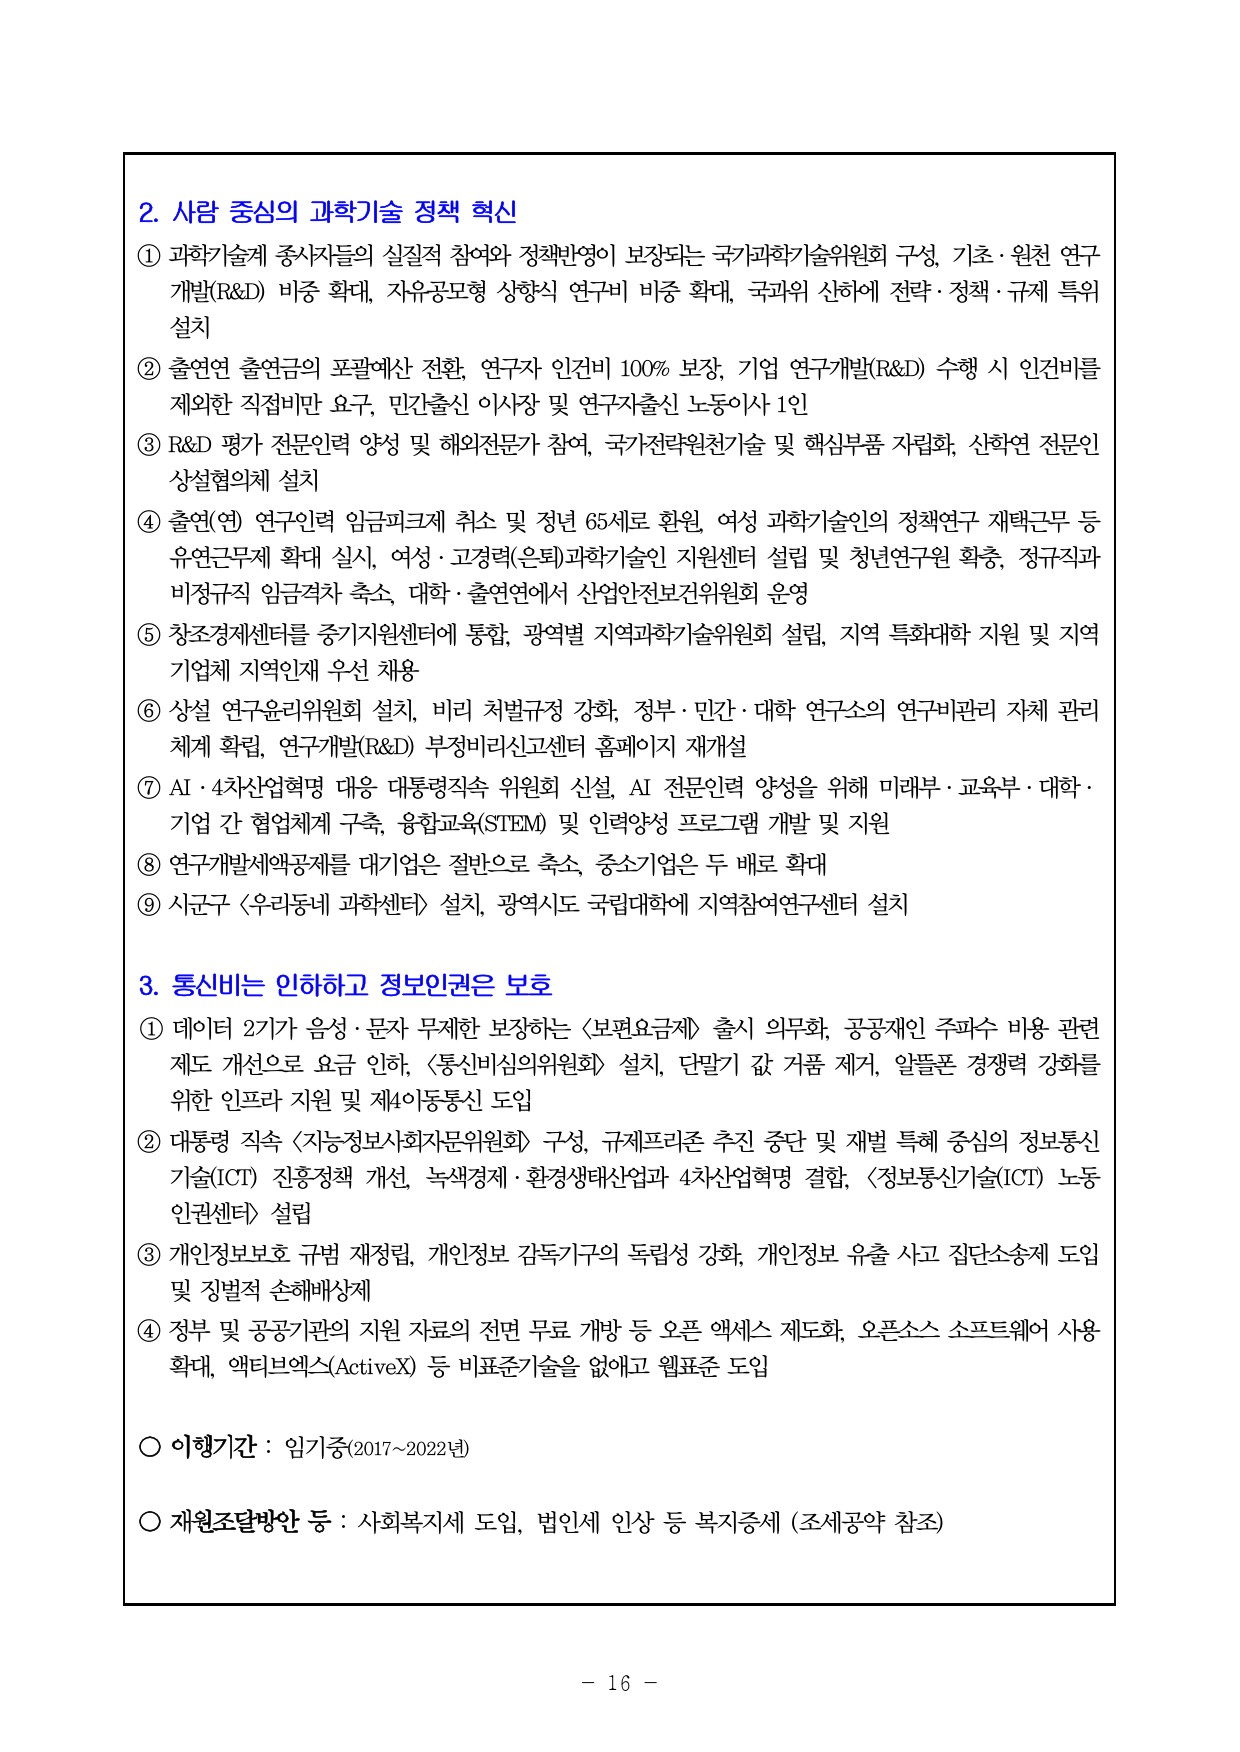 2. 사람 중심의 과학기술 정책 혁신
① 과학기술계 종사자들의 실질적 참여와 정책반영이 보장되는 국가과학기술위원회 구성, 기초·원천 연구
개발(R&D) 비중 확대, 자유공모형 상향식 연구비 비중 확대, 국과위 산하에 전략·정책·규제 특위
설치
② 출연연 출연금의 포괄예산 전환, 연구자 인건비 100% 보장, 기업 연구개발(R&D) 수행 시 인건비를
제외한 직접비만 요구, 민간출신 이사장 및 연구자출신 노동이사 1인
③ R&D 평가 전문인력 양성 및 해외전문가 참여, 국가전략원천기술 및 핵심부품 자립화, 산학연 전문인
상설협의체 설치
④ 출연(연) 연구인력 임금피크제 취소 및 정년 65세로 환원, 여성 과학기술인의 정책연구 재택근무 등
유연근무제 확대 실시, 여성·고경력(은퇴)과학기술인 지원센터 설립 및 청년연구원 확충, 정규직과
비정규직 임금격차 축소, 대학·출연연에서 산업안전보건위원회 운영
⑤ 창조경제센터를 중기지원센터에 통합, 광역별 지역과학기술위원회 설립, 지역 특화대학 지원 및 지역
기업체 지역인재 우선 채용
⑥ 상설 연구윤리위원회 설치, 비리 처벌규정 강화, 정부·민간·대학 연구소의 연구비관리 자체 관리
체계 확립, 연구개발(R&D) 부정비리신고센터 홈페이지 재개설
⑦ AI·4차산업혁명 대응 대통령직속 위원회 신설, AI 전문인력 양성을 위해 미래부·교육부·대학·
기업 간 협업체계 구축, 융합교육(STEM) 및 인력양성 프로그램 개발 및 지원
⑧ 연구개발세액공제를 대기업은 절반으로 축소, 중소기업은 두 배로 확대
⑨ 시군구 〈우리동네 과학센터〉 설치, 광역시도 국립대학에 지역참여연구센터 설치
3. 통신비는 인하하고 정보인권은 보호
① 데이터 2기가 음성·문자 무제한 보장하는 〈보편요금제〉 출시 의무화, 공공재인 주파수 비용 관련
제도 개선으로 요금 인하, 〈통신비심의위원회〉 설치, 단말기 값 거품 제거, 알뜰폰 경쟁력 강화를
위한 인프라 지원 및 제4이동통신 도입
② 대통령 직속 〈지능정보사회자문위원회〉 구성, 규제프리존 추진 중단 및 재벌 특혜 중심의 정보통신
기술(ICT) 진흥정책 개선, 녹색경제·환경생태산업과 4차산업혁명 결합, 〈정보통신기술(ICT) 노동
인권센터〉 설립
③ 개인정보보호 규범 재정립, 개인정보 감독기구의 독립성 강화, 개인정보 유출 사고 집단소송제 도입
및 징벌적 손해배상제
④ 정부 및 공공기관의 지원 자료의 전면 무료 개방 등 오픈 액세스 제도화, 오픈소스 소프트웨어 사용
확대, 액티브엑스(ActiveX) 등 비표준기술을 없애고 웹표준 도입
○ 이행기간 : 임기중(2017~2022년)
○ 재원조달방안 등 : 사회복지세 도입, 법인세 인상 등 복지증세 (조세공약 참조)
- 16 -